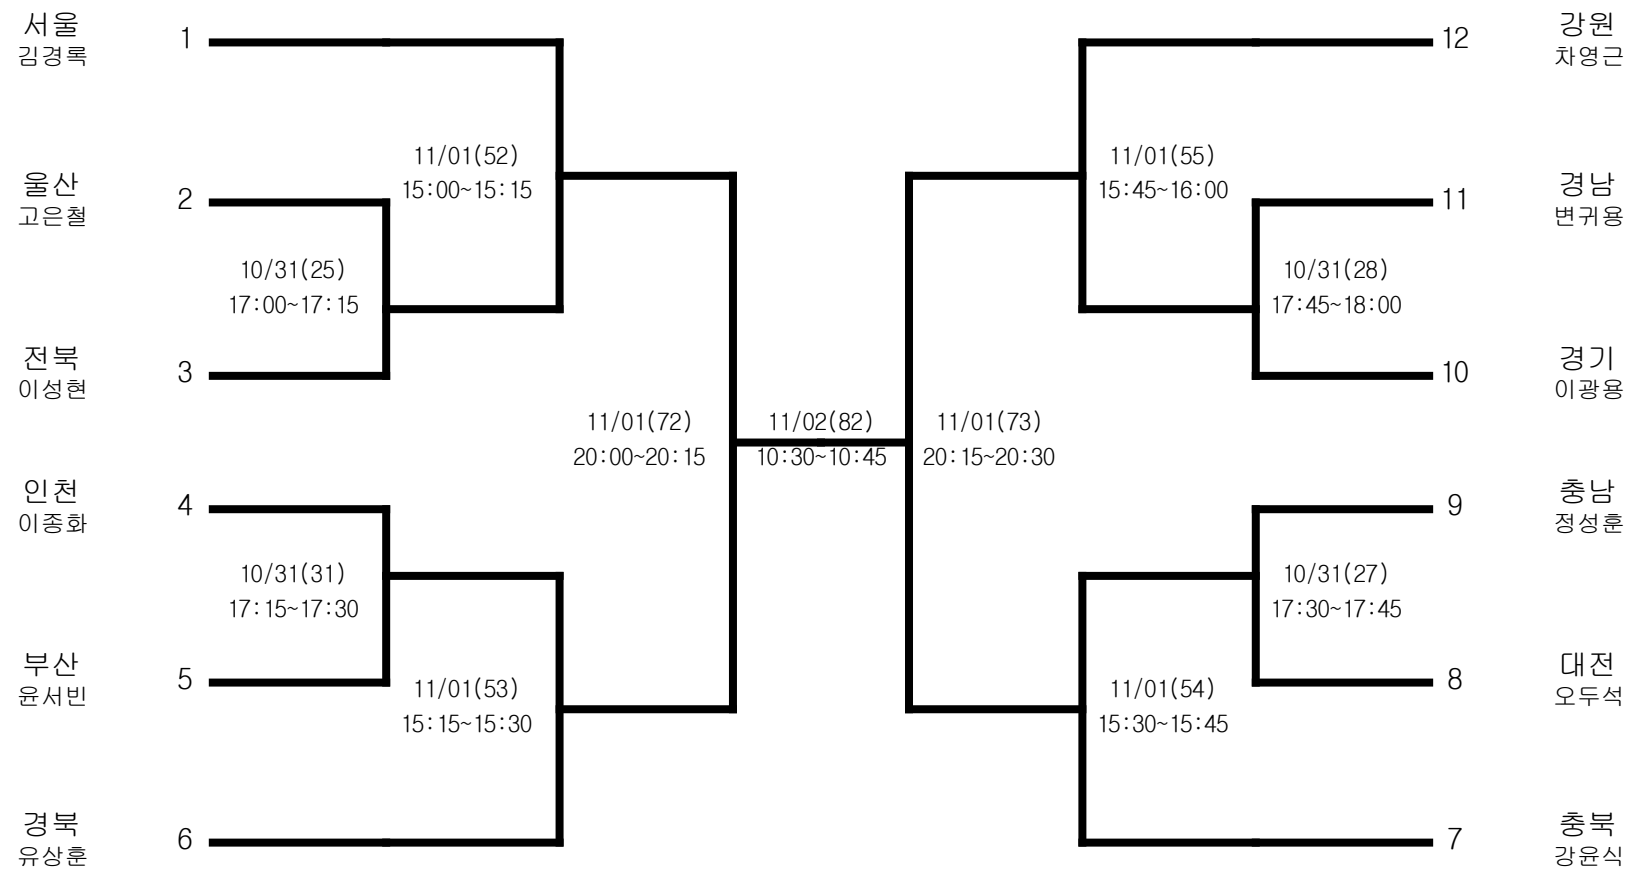 서울
김경록
1
12
강원
차영근
11/01(52)
15:00~15:15
11/01(55)
15:45~16:00
울산
고은철
2
11
경남
변귀용
10/31(25)
17:00~17:15
10/31(28)
17:45~18:00
전북
이성현
3
10
경기
이광용
11/01(72)
20:00~20:15
11/02(82)
10:30~10:45
11/01(73)
20:15~20:30
인천
이종화
4
9
충남
정성훈
10/31(31)
17:15~17:30
10/31(27)
17:30~17:45
부산
윤서빈
5
8
대전
오두석
11/01(53)
15:15~15:30
11/01(54)
15:30~15:45
경북
유상훈
6
7
충북
강윤식